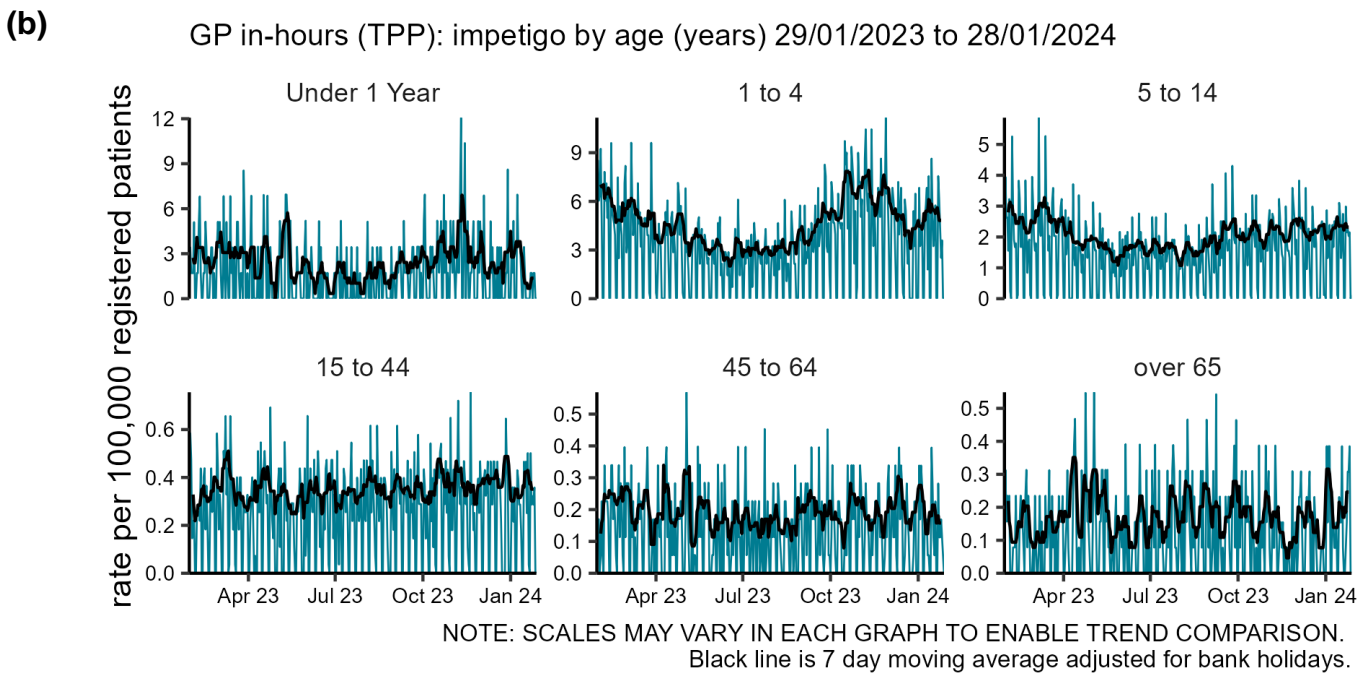 (b)
GP in-hours (TPP): impetigo by age (years) 29/01/2023 to 28/01/2024
rate per 100,000 registered patients
Under 1 Year
12
9
6
3
0
1 to 4
9
6
3
0
5 to 14
5
4
3
2
1
0
15 to 44
0.6
0.4
0.2
0.0
Apr 23 Jul 23 Oct 23 Jan 24
45 to 64
0.5
0.4
0.3
0.2
0.1
0.0
Apr 23 Jul 23 Oct 23 Jan 24
over 65
0.5
0.4
0.3
0.2
0.1
0.0
Apr 23 Jul 23 Oct 23 Jan 24
NOTE: SCALES MAY VARY IN EACH GRAPH TO ENABLE TREND COMPARISON.
Black line is 7 day moving average adjusted for bank holidays.